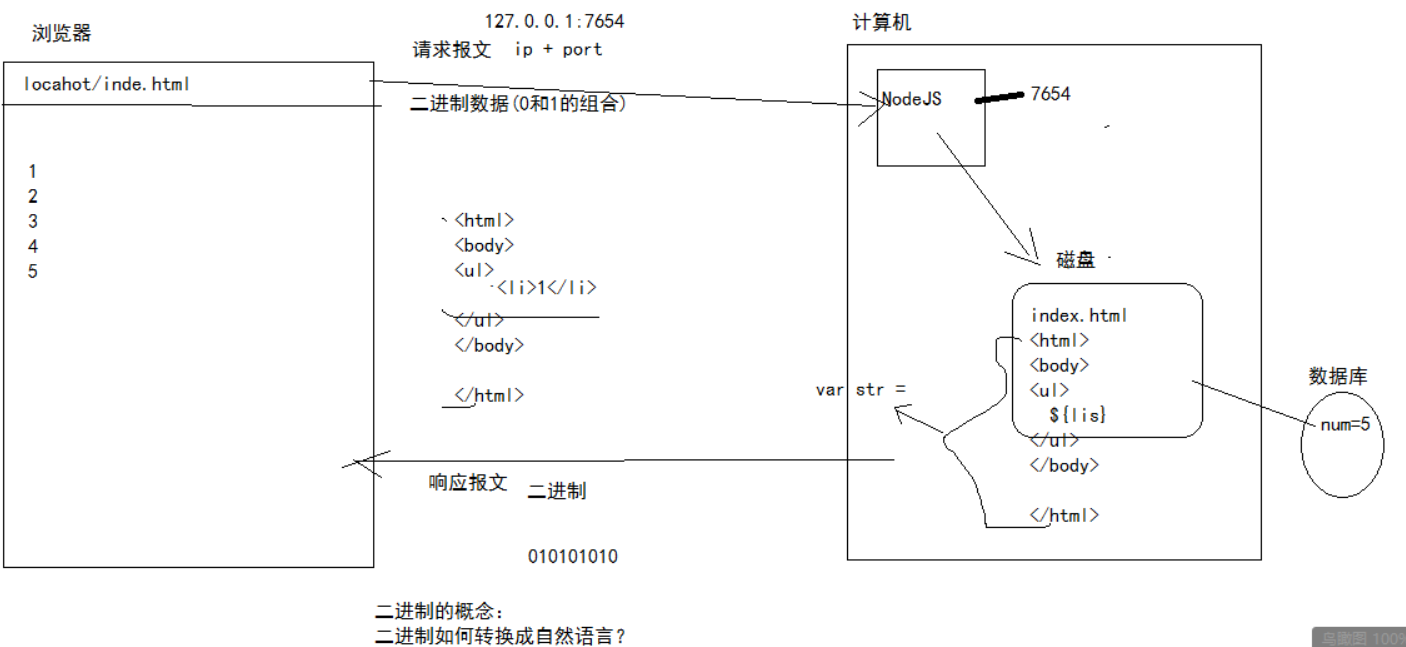 127.0.0.1:7654
浏览器
计算机
请求报文 ip + port
locahot/inde.html
二进制数据(0和1的组合)
NodeJS
7654
1
2
3
4
5
<html>
<body>
<ul>
<li>1</li>
</ul>
</body>
</html>
磁盘
index.html
<html>
<body>
<ul>
${lis}
</ul>
</body>
</html>
var str =
数据库
num=5
响应报文 二进制
010101010
二进制的概念:
二进制如何转换成自然语言?
鸟瞰图 100%